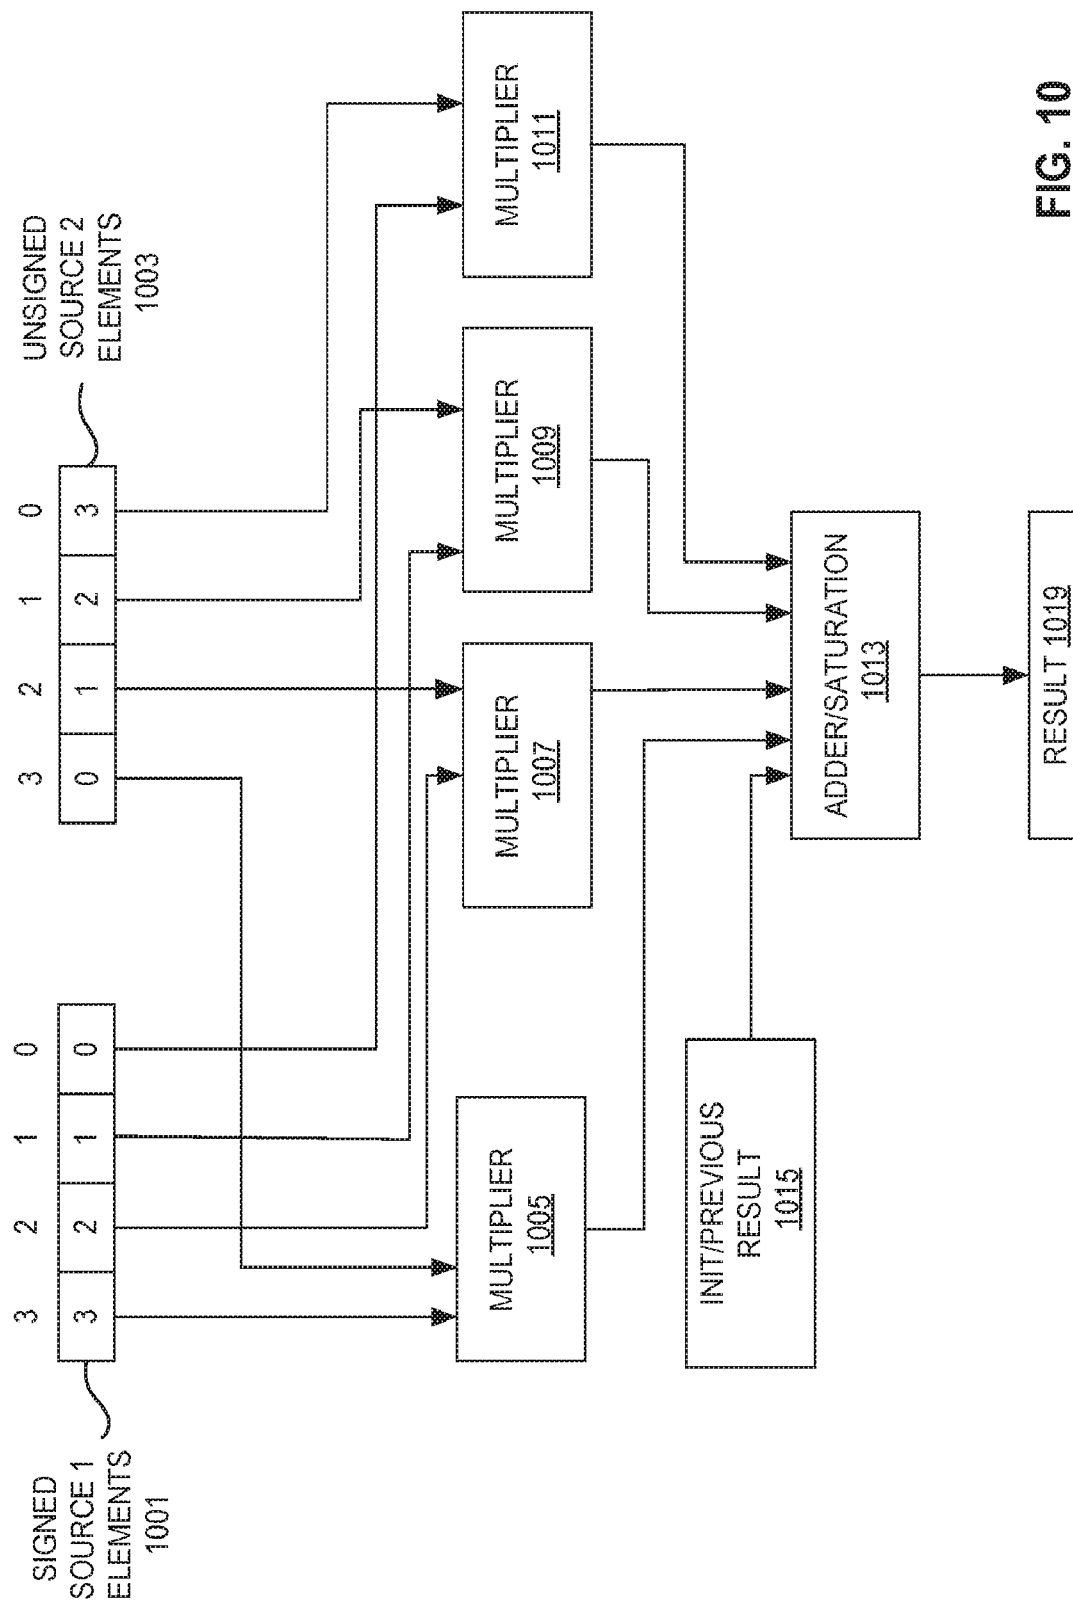 SIGNED
SOURCE 1
ELEMENTS
1001
3 2 1 0
3 2 1 0
UNSIGNED
SOURCE 2
ELEMENTS
1003
3 2 1 0
0 1 2 3
MULTIPLIER
1005
MULTIPLIER
1007
MULTIPLIER
1009
MULTIPLIER
1011
INIT/PREVIOUS
RESULT
1015
ADDER/SATURATION
1013
RESULT 1019
FIG. 10